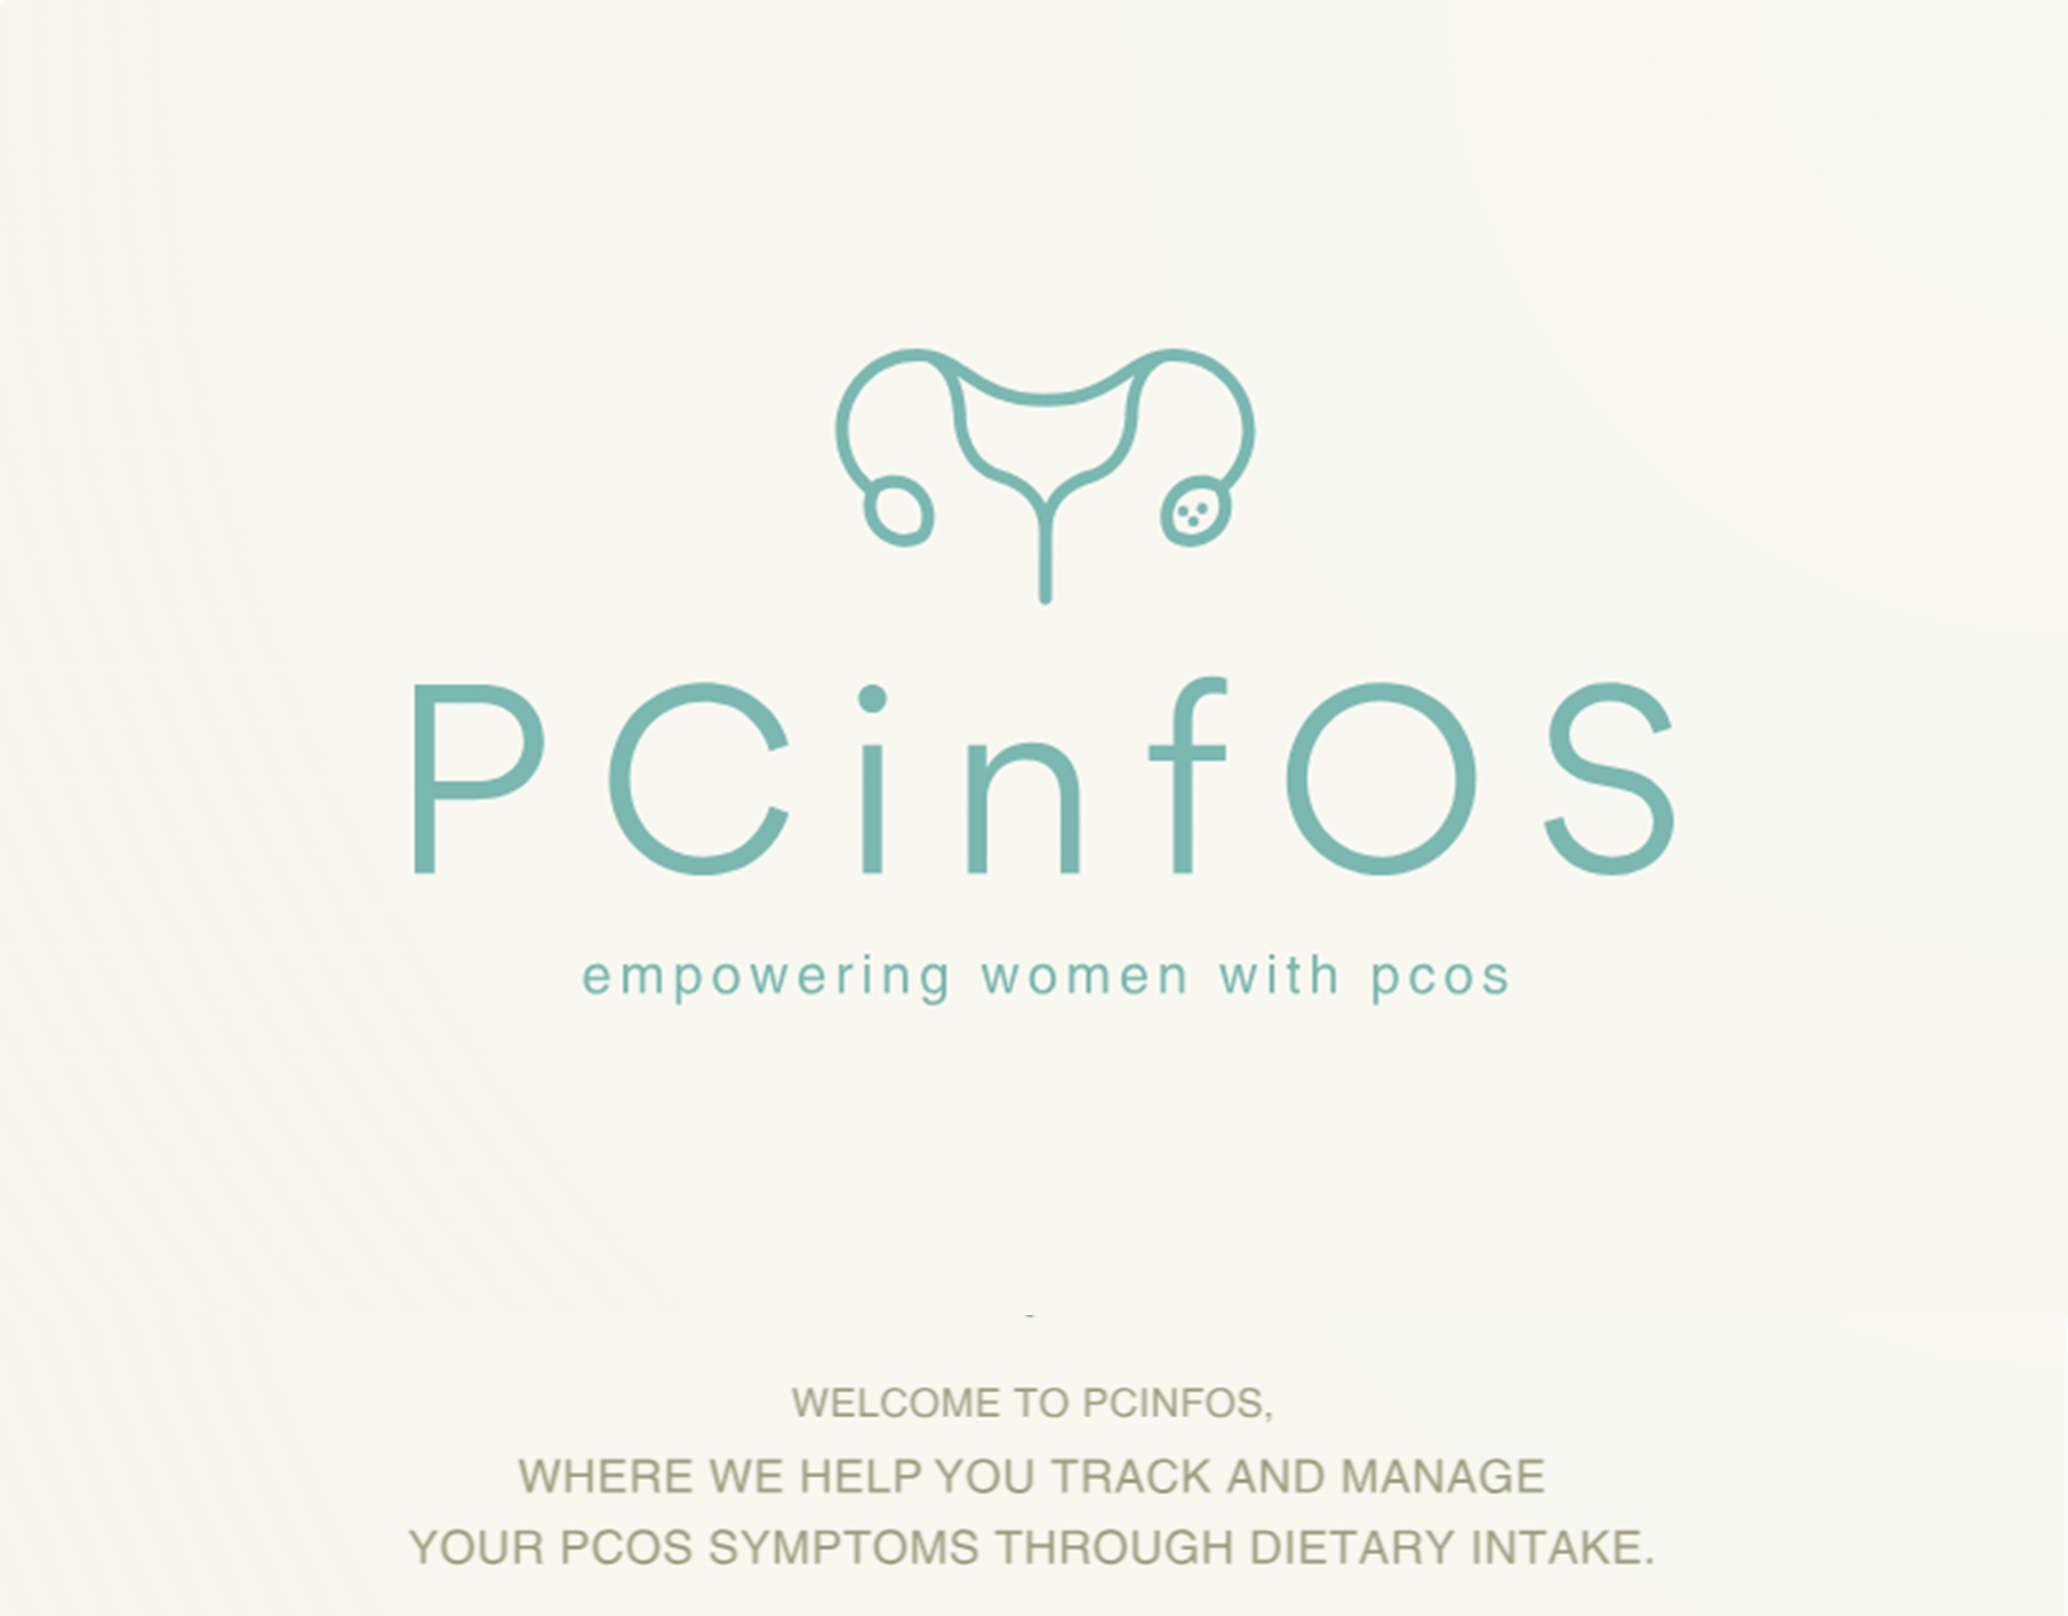 PCinfOS
empowering women with pcos
WELCOME TO PCINFOS,
WHERE WE HELP YOU TRACK AND MANAGE
YOUR PCOS SYMPTOMS THROUGH DIETARY INTAKE.